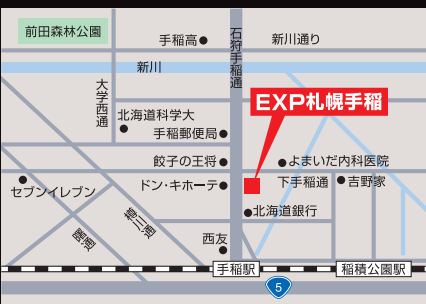 前田森林公園
手稲高
石狩手稲通
新川通り
新川
大学西通
EXP札幌手稲
北海道科学大
手稲郵便局
餃子の王将
よまいだ内科医院
セブンイレブン
ドン・キホーテ
下手稲通
吉野家
樽川通
北海道銀行
曙通
西友
手稲駅
稲積公園駅
5